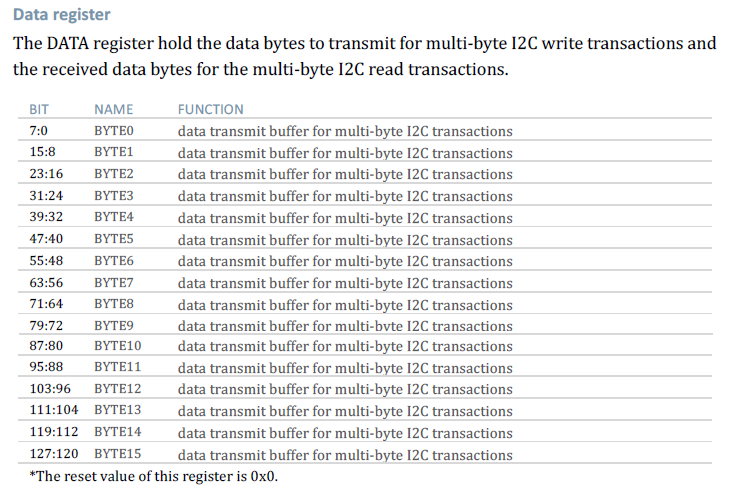 Data register
The DATA register hold the data bytes to transmit for multi-byte I2C write transactions and
the received data bytes for the multi-byte I2C read transactions.
BIT NAME FUNCTION
7:0 BYTE0 data transmit buffer for multi-byte I2C transactions
15:8 BYTE1 data transmit buffer for multi-byte I2C transactions
23:16 BYTE2 data transmit buffer for multi-byte I2C transactions
31:24 BYTE3 data transmit buffer for multi-byte I2C transactions
39:32 BYTE4 data transmit buffer for multi-byte I2C transactions
47:40 BYTE5 data transmit buffer for multi-byte I2C transactions
55:48 BYTE6 data transmit buffer for multi-byte I2C transactions
63:56 BYTE7 data transmit buffer for multi-byte I2C transactions
71:64 BYTE8 data transmit buffer for multi-byte I2C transactions
79:72 BYTE9 data transmit buffer for multi-byte I2C transactions
87:80 BYTE10 data transmit buffer for multi-byte I2C transactions
95:88 BYTE11 data transmit buffer for multi-byte I2C transactions
103:96 BYTE12 data transmit buffer for multi-byte I2C transactions
111:104 BYTE13 data transmit buffer for multi-byte I2C transactions
119:112 BYTE14 data transmit buffer for multi-byte I2C transactions
127:120 BYTE15 data transmit buffer for multi-byte I2C transactions
*The reset value of this register is 0x0.